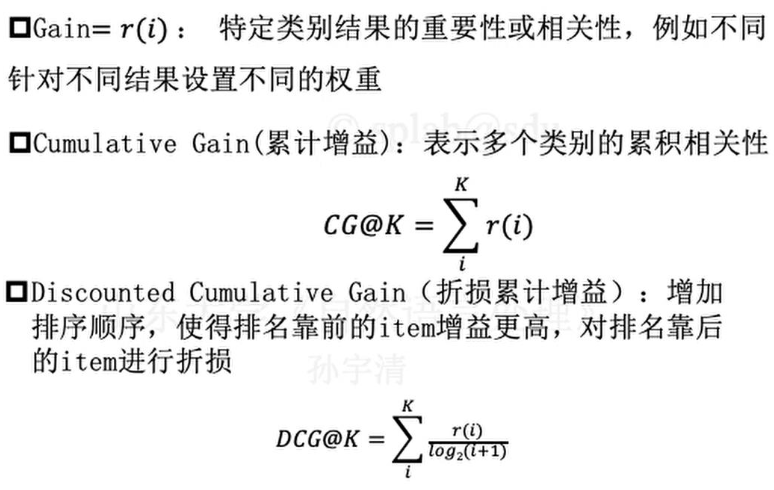 Gain= r(i): 特定类别结果的重要性或相关性，例如不同
针对不同结果设置不同的权重
Cumulative Gain(累计增益): 表示多个类别的累积相关性
CG@K = \sum_{i}^{K} r(i)
Discounted Cumulative Gain（折损累计增益）: 增加
排序顺序，使得排名靠前的item增益更高，对排名靠后
的item进行折损
孙宇清
DCG@K = \sum_{i}^{K} \frac{r(i)}{log_2(i+1)}